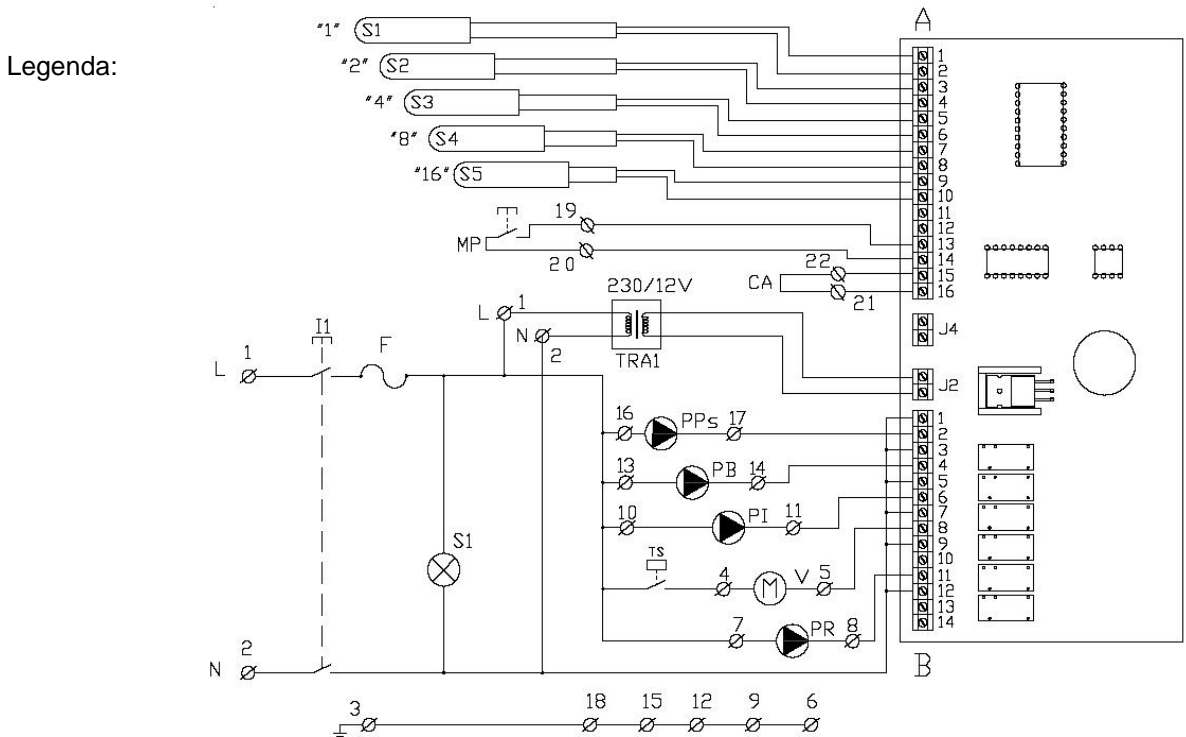 A
"1" S1
1
Legenda:
2
"2" S2
3
4
"4" S3
5
6
"8" S4
7
8
"16" S5
9
10
11
19
12
MP
13
20
22
14
CA
15
230/12V
21
16
L 1
J4
I1
F
N
2
TRA1
L 1
J2
16 PPs 17
1
2
3
13 PB 14
4
5
10 PI 11
6
7
TS
8
S1
9
4 M V 5
10
11
12
7 PR 8
13
14
2
N
B
3 18 15 12 9 6